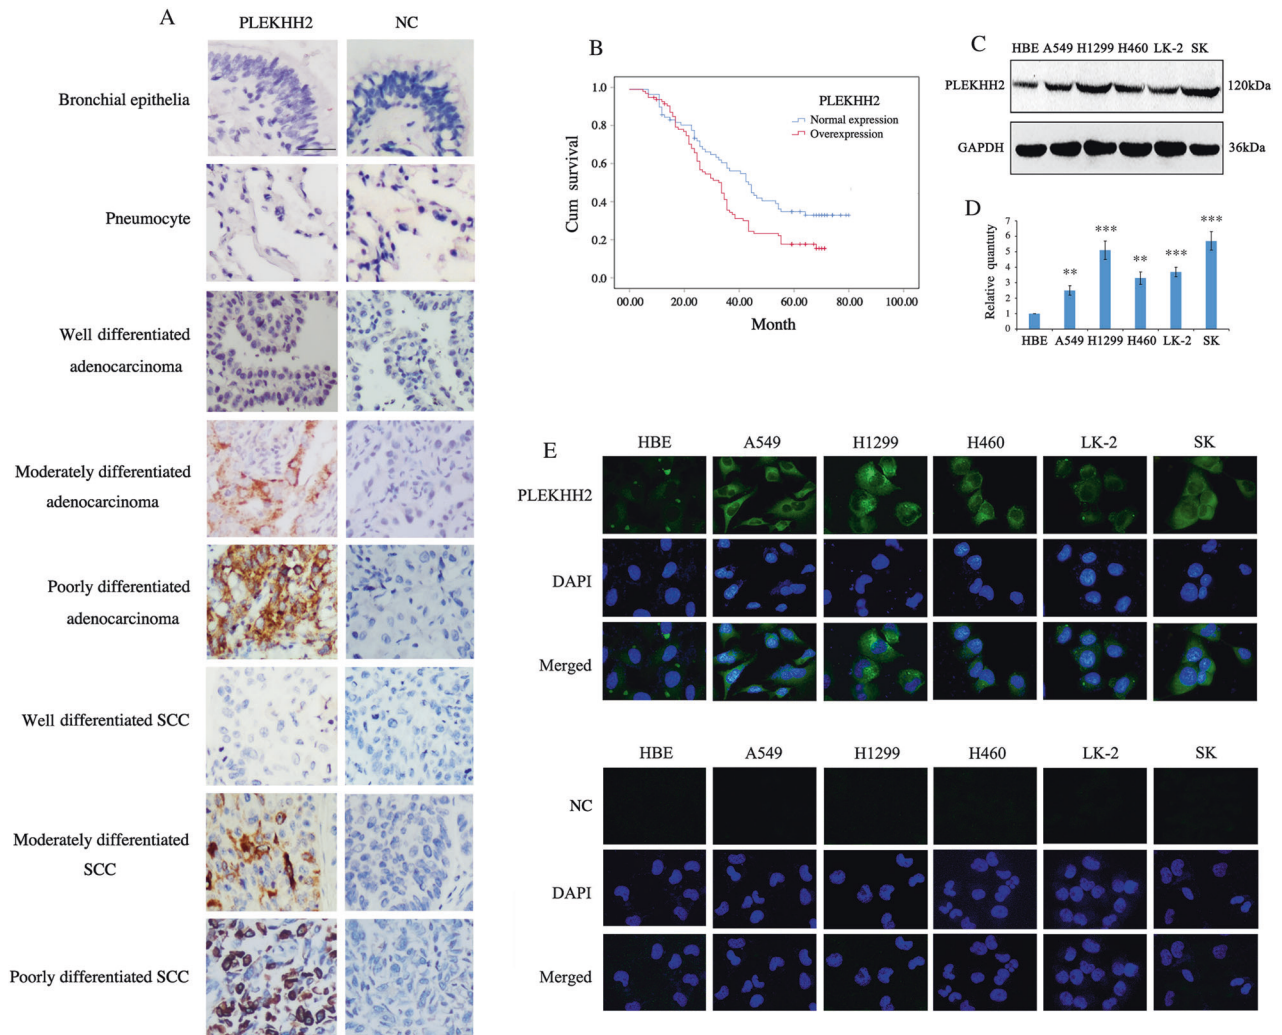 A
PLEKHH2 NC
Bronchial epithelia
Pneumocyte
Well differentiated
adenocarcinoma
Moderately differentiated
adenocarcinoma
Poorly differentiated
adenocarcinoma
Well differentiated SCC
Moderately differentiated
SCC
Poorly differentiated SCC
B
PLEKHH2
Normal expression
Overexpression
Cum survival
1.0
0.8
0.6
0.4
0.2
0.0
00.00 20.00 40.00 60.00 80.00 100.00
Month
C
HBE A549 H1299 H460 LK-2 SK
PLEKHH2 120kDa
GAPDH 36kDa
D
Relative quantuty
7
6
5
4
3
2
1
0
** *** ** *** ***
HBE A549 H1299 H460 LK-2 SK
E
HBE A549 H1299 H460 LK-2 SK
PLEKHH2
DAPI
Merged
HBE A549 H1299 H460 LK-2 SK
NC
DAPI
Merged